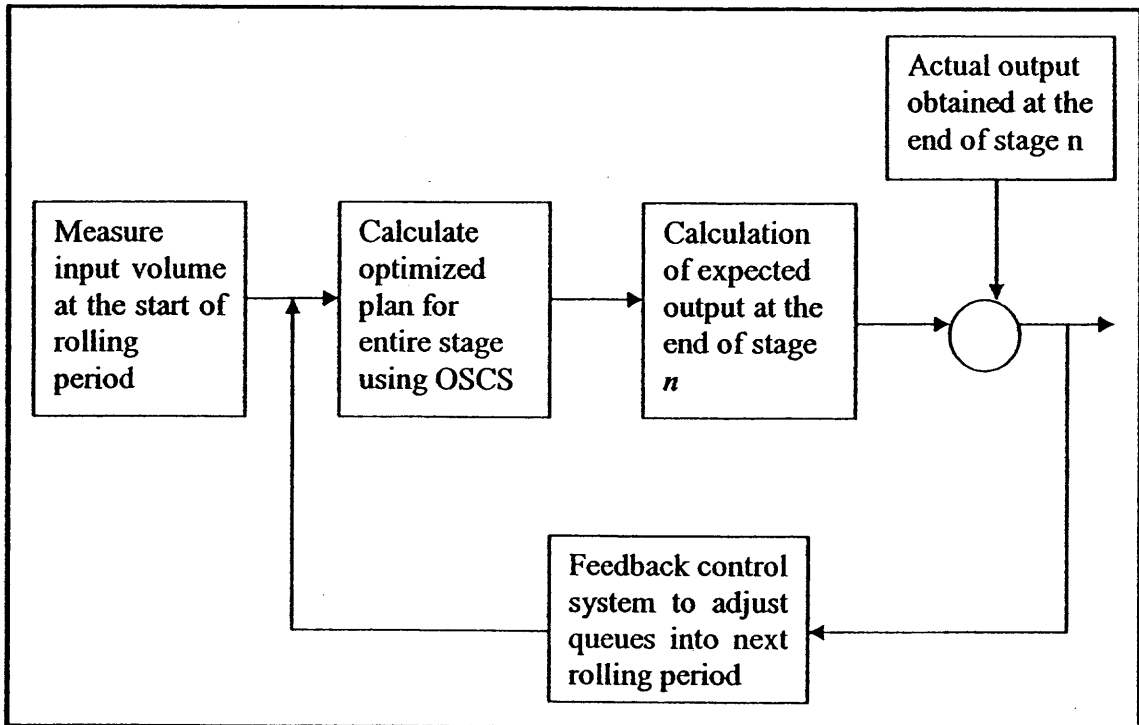 Actual output
obtained at the
end of stage n
Measure
input volume
at the start of
rolling
period
Calculate
optimized
plan for
entire stage
using OSCS
Calculation
of expected
output at the
end of stage
n
Feedback control
system to adjust
queues into next
rolling period